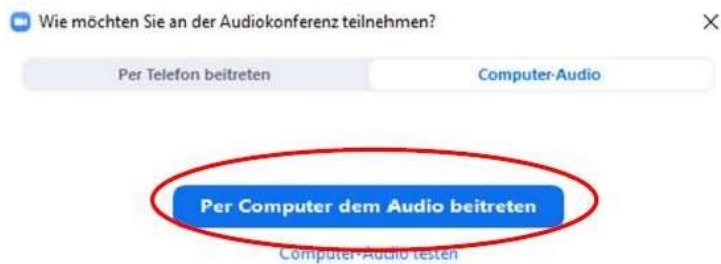 Wie möchten Sie an der Audiokonferenz teilnehmen?
Per Telefon beitreten
Computer-Audio
Per Computer dem Audio beitreten
Computer-Audio testen